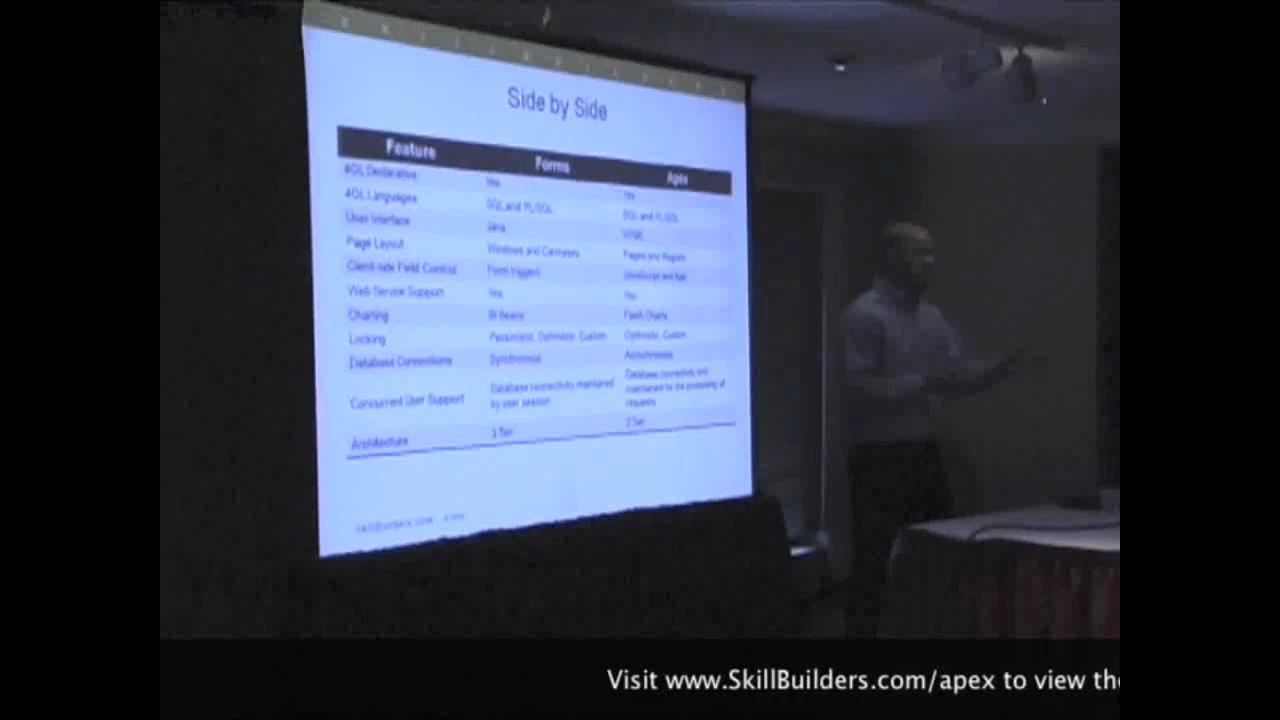 Side by Side
Feature Forms Apex
4GL Declarative Yes Yes
4GL Languages SQL and PL/SQL SQL and PL/SQL
User Interface Java HTML
Page Layout Windows and Canvases Pages and Regions
Client-side Field Control Form triggers JavaScript and Ajax
Web Service Support Yes Yes
Charting BI Beans Flash Charts
Locking Pessimistic, Optimistic, Custom Optimistic, Custom
Database Connections Synchronous Asynchronous
Concurrent User Support Database connectivity maintained
by user session
Database connectivity only
maintained for the processing of
requests
Architecture 3 Tier 2 Tier
Visit www.SkillBuilders.com/apex to view the